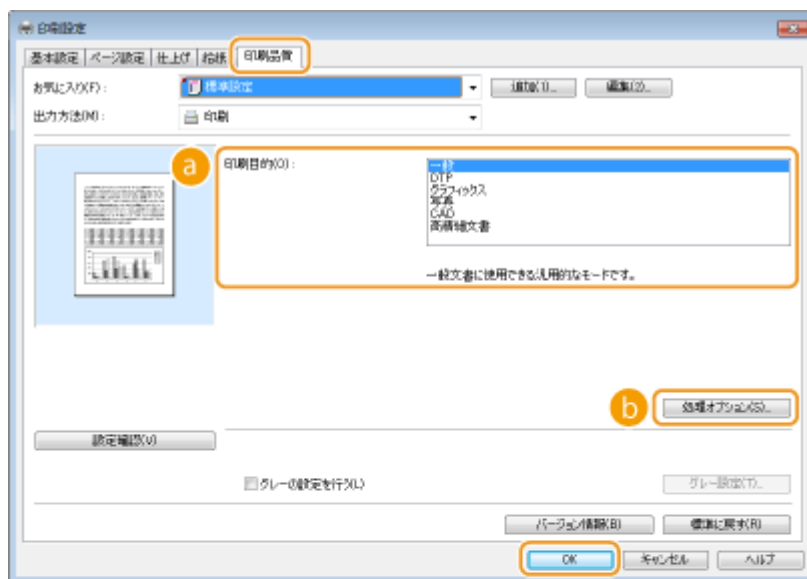 印刷設定
基本設定 ページ設定 仕上げ 給紙 印刷品質
お気に入り(F): 標準設定 追加(1)... 編集(2)...
出力方法(M): 印刷
a 印刷目的(O): 一般
DTP
グラフィックス
写真
CAD
高精細文書
一般文書に使用できる汎用的なモードです。
b 処理オプション(S)...
設定確認(V)
グレーの設定を行う(L) グレー設定(T)...
バージョン情報(B) 標準に戻す(R)
OK キャンセル ヘルプ